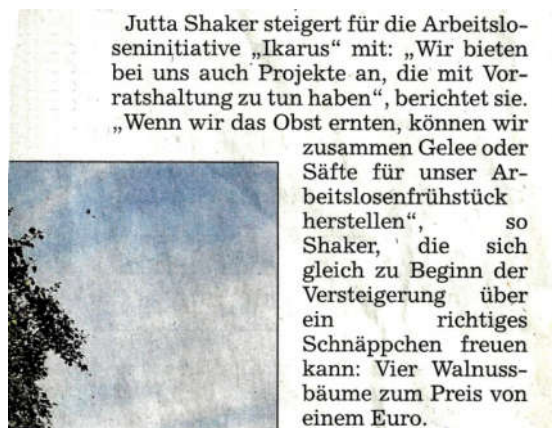 Jutta Shaker steigert für die Arbeitslo-
seninitiative „Ikarus“ mit: „Wir bieten
bei uns auch Projekte an, die mit Vor-
ratshaltung zu tun haben“, berichtet sie.
„Wenn wir das Obst ernten, können wir
zusammen Gelee oder
Säfte für unser Ar-
beitslosenfrühstück
herstellen“, so
Shaker, die sich
gleich zu Beginn der
Versteigerung über
ein richtiges
Schnäppchen freuen
kann: Vier Walnuss-
bäume zum Preis von
einem Euro.